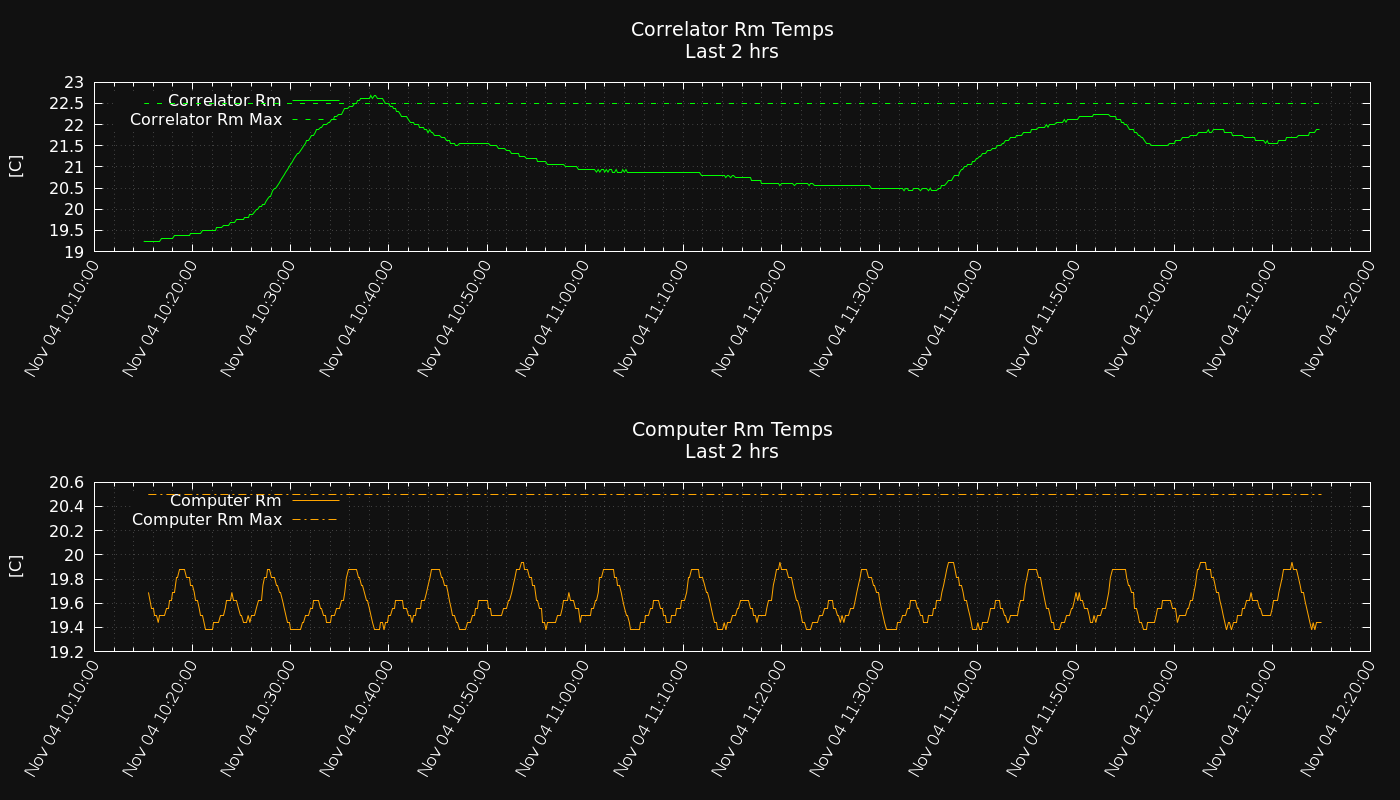 Correlator Rm Temps
Last 2 hrs
[C]
23
22.5
22
21.5
21
20.5
20
19.5
19
Correlator Rm
Correlator Rm Max
Nov 04 10:10:00
Nov 04 10:20:00
Nov 04 10:30:00
Nov 04 10:40:00
Nov 04 10:50:00
Nov 04 11:00:00
Nov 04 11:10:00
Nov 04 11:20:00
Nov 04 11:30:00
Nov 04 11:40:00
Nov 04 11:50:00
Nov 04 12:00:00
Nov 04 12:10:00
Nov 04 12:20:00
Computer Rm Temps
Last 2 hrs
[C]
20.6
20.4
20.2
20
19.8
19.6
19.4
19.2
Computer Rm
Computer Rm Max
Nov 04 10:10:00
Nov 04 10:20:00
Nov 04 10:30:00
Nov 04 10:40:00
Nov 04 10:50:00
Nov 04 11:00:00
Nov 04 11:10:00
Nov 04 11:20:00
Nov 04 11:30:00
Nov 04 11:40:00
Nov 04 11:50:00
Nov 04 12:00:00
Nov 04 12:10:00
Nov 04 12:20:00